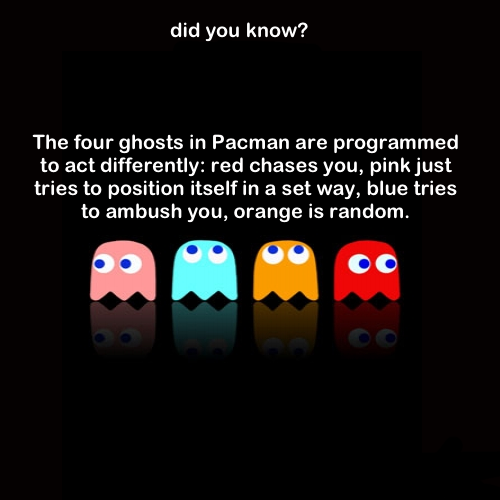 did you know?
The four ghosts in Pacman are programmed
to act differently: red chases you, pink just
tries to position itself in a set way, blue tries
to ambush you, orange is random.